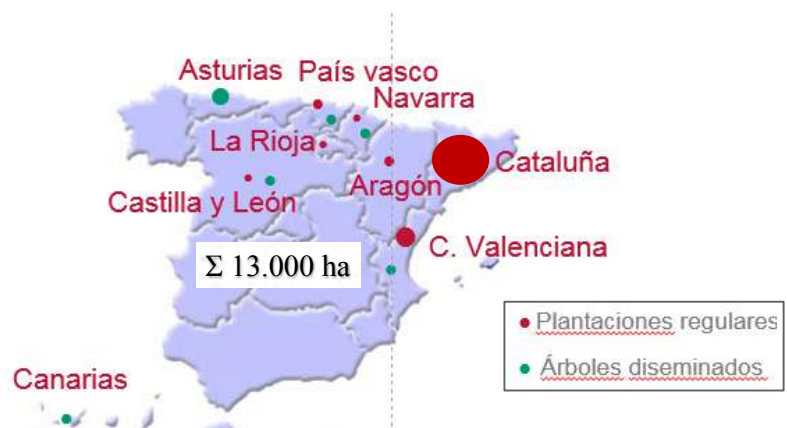 Asturias
País vasco
Navarra
La Rioja
Cataluña
Aragón
Castilla y León
C. Valenciana
Σ 13.000 ha
Plantaciones regulares
Árboles diseminados
Canarias